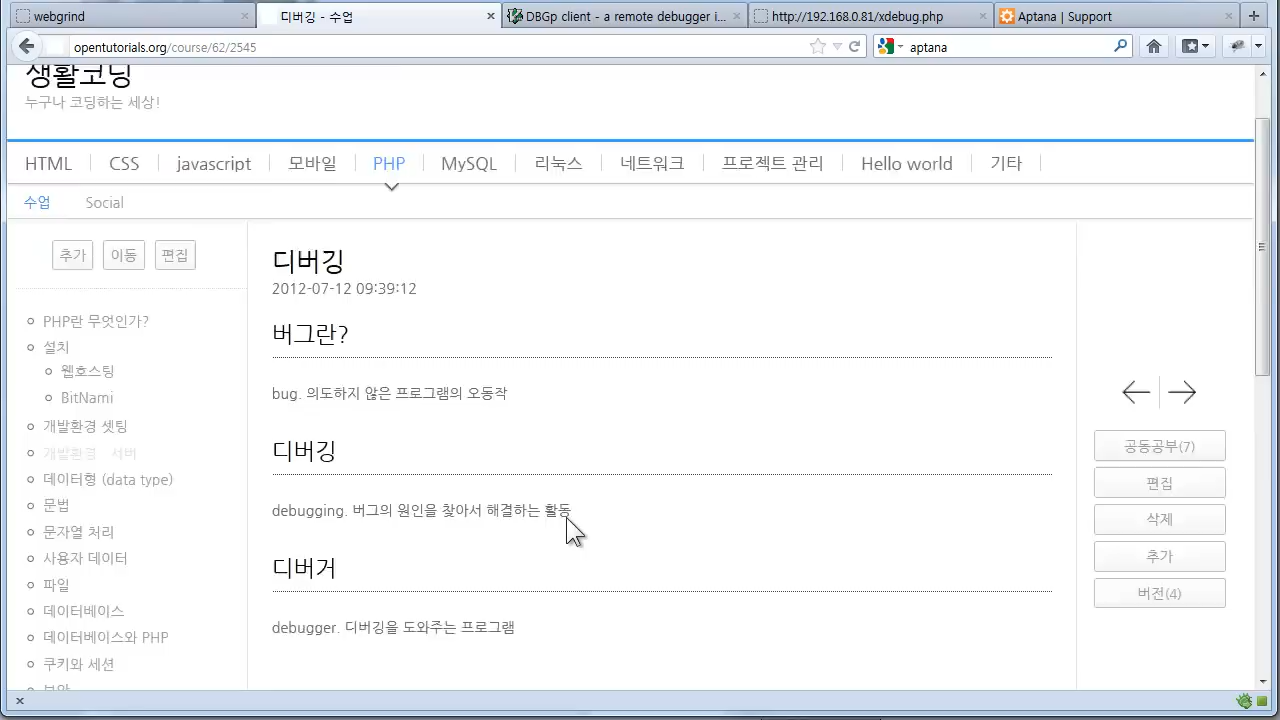 webgrind
디버깅 - 수업
DBGp client - a remote debugger i...
http://192.168.0.81/xdebug.php
Aptana | Support
opentutorials.org/course/62/2545
aptana
생활코딩
누구나 코딩하는 세상!
HTML
CSS
javascript
모바일
PHP
MySQL
리눅스
네트워크
프로젝트 관리
Hello world
기타
수업
Social
추가
이동
편집
PHP란 무엇인가?
설치
웹호스팅
BitNami
개발환경 셋팅
개발환경 서버
데이터형 (data type)
문법
문자열 처리
사용자 데이터
파일
데이터베이스
데이터베이스와 PHP
쿠키와 세션
보안
디버깅
2012-07-12 09:39:12
버그란?
bug. 의도하지 않은 프로그램의 오동작
디버깅
debugging. 버그의 원인을 찾아서 해결하는 활동
디버거
debugger. 디버깅을 도와주는 프로그램
공동공부(7)
편집
삭제
추가
버전(4)